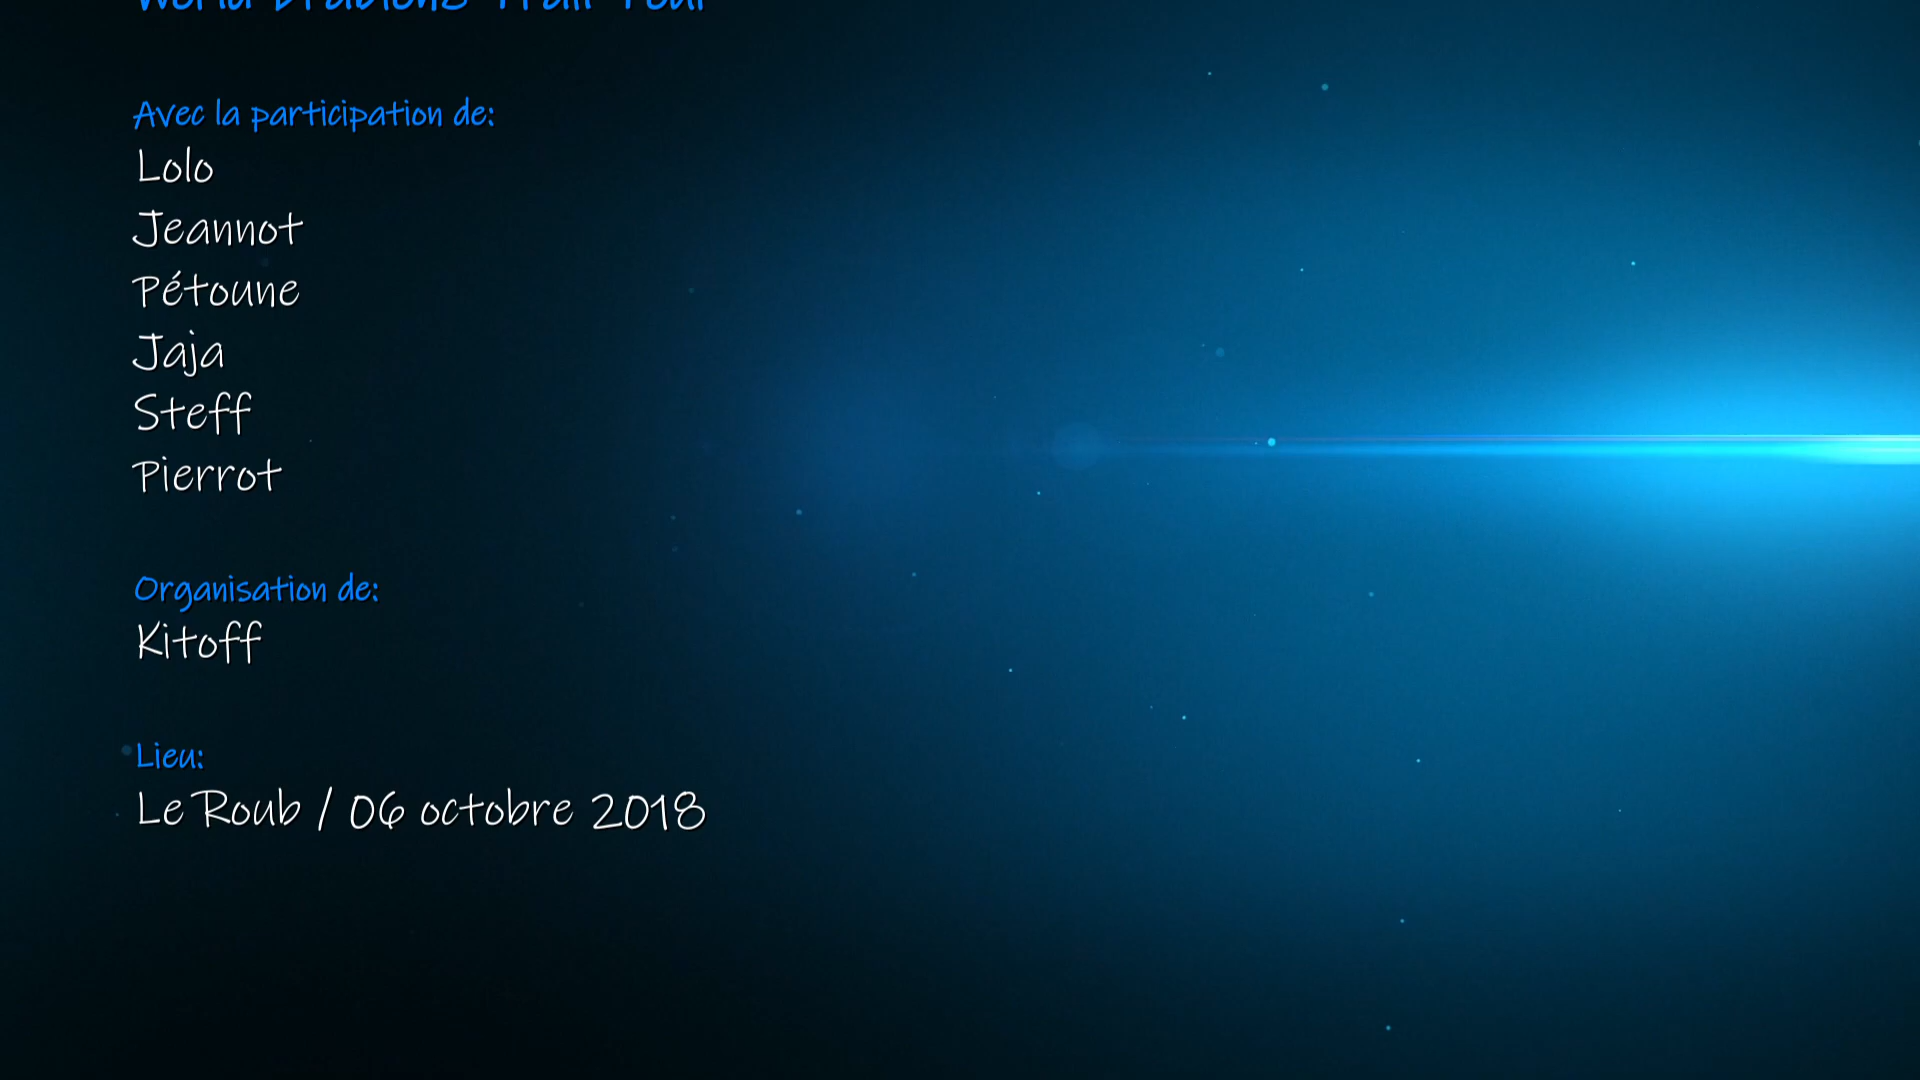 World
Avec la participation de:
Lolo
Jeannot
Pétoune
Jaja
Steff
Pierrot
Organisation de:
Kitoff
Lieu:
Le Roub / 06 octobre 2018